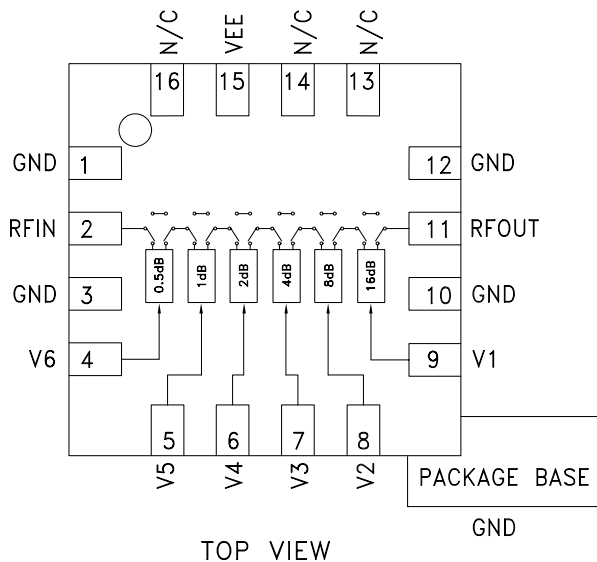 N/C
VEE
N/C
N/C
16
15
14
13
GND 1
12 GND
RFIN 2
11 RFOUT
0.5dB
1dB
2dB
4dB
8dB
16dB
GND 3
10 GND
V6 4
9 V1
5
6
7
8
V5
V4
V3
V2
PACKAGE BASE
GND
TOP VIEW